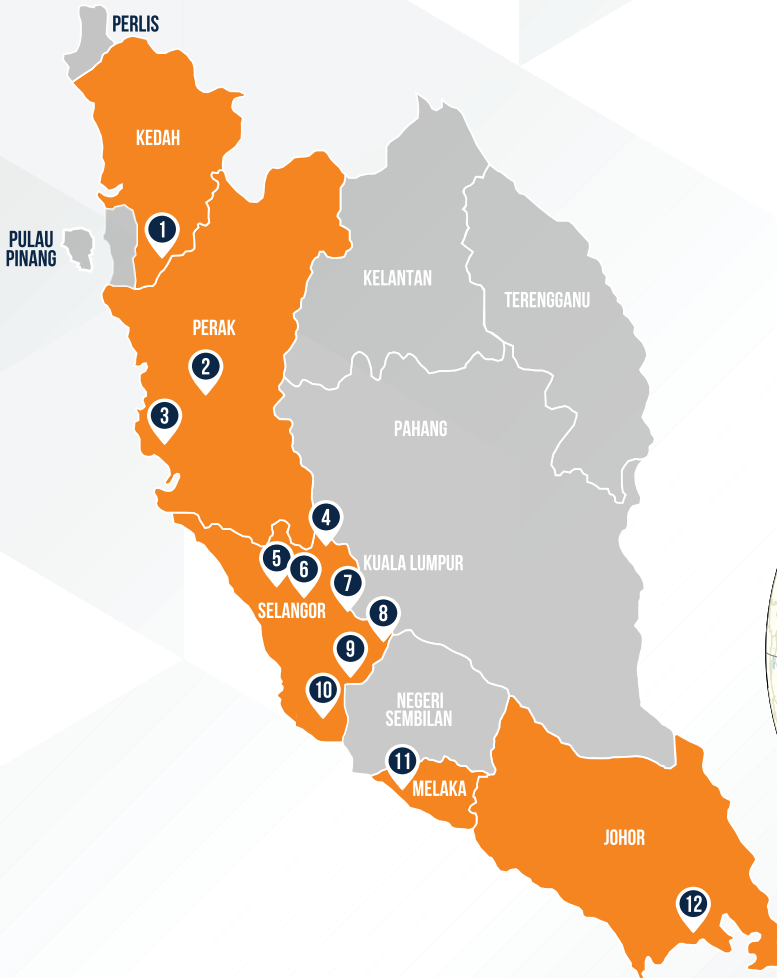 PERLIS
KEDAH
1
PULAU
PINANG
KELANTAN
TERENGGANU
PERAK
2
3
PAHANG
4
5
6
KUALA LUMPUR
7
SELANGOR
8
9
10
NEGERI
SEMBILAN
11
MELAKA
JOHOR
12